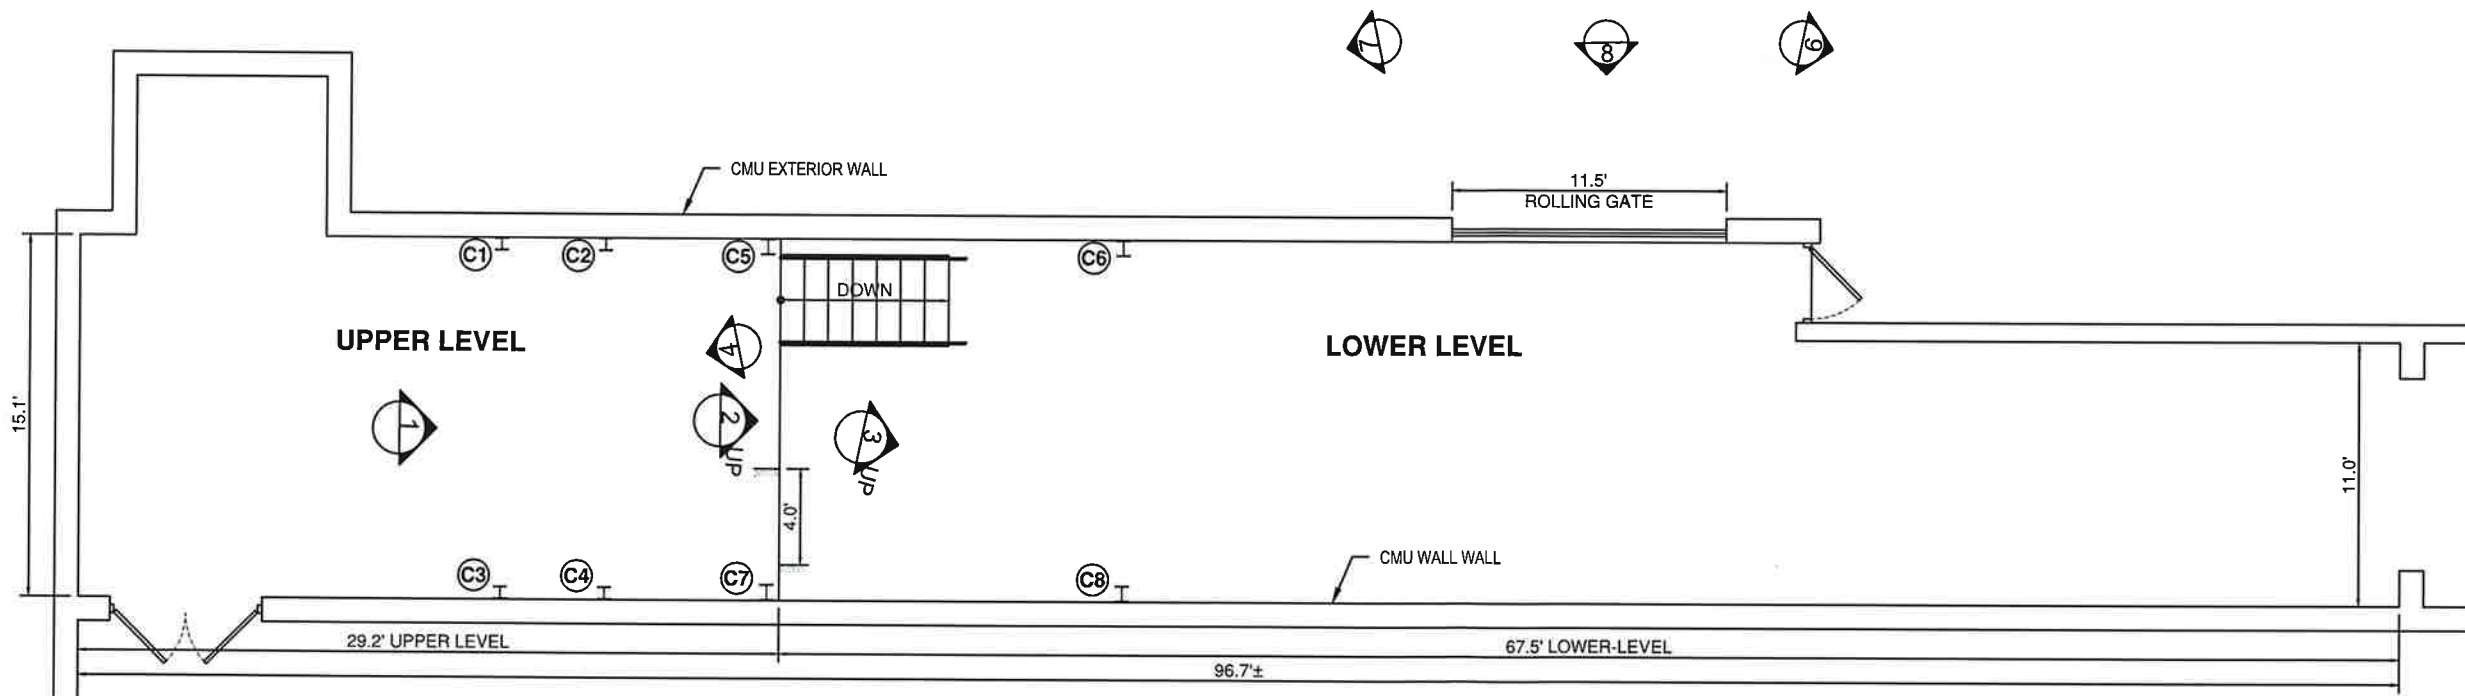 7
8
9
CMU EXTERIOR WALL
11.5'
ROLLING GATE
C1
C2
C5
C6
DOWN
UPPER LEVEL
LOWER LEVEL
4
15.1'
1
2
UP
3
UP
4.0'
11.0'
C3
C4
C7
C8
CMU WALL WALL
29.2' UPPER LEVEL
67.5' LOWER-LEVEL
96.7'±